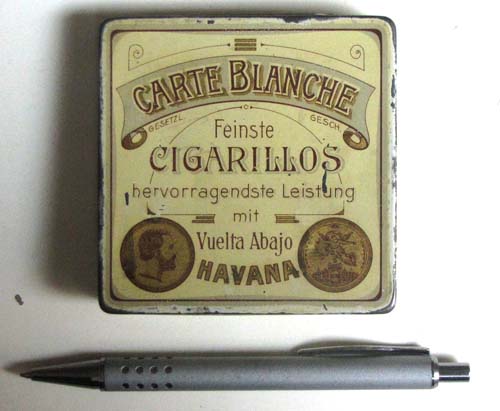 CARTE BLANCHE
GESETZL. GESCH.
Feinste
CIGARILLOS
hervorragendste Leistung
mit
Vuelta Abajo
HAVANA